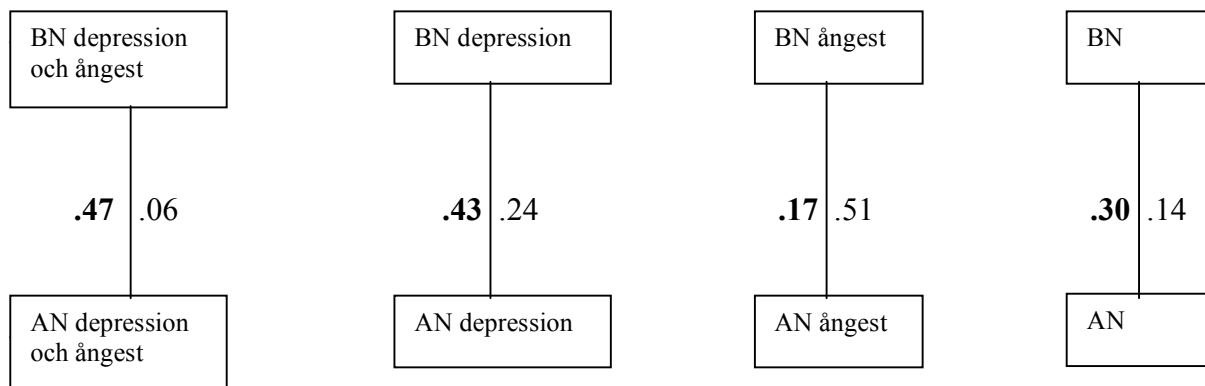 BN depression
och ångest
BN depression
BN ångest
BN
.47 .06
.43 .24
.17 .51
.30 .14
AN depression
och ångest
AN depression
AN ångest
AN